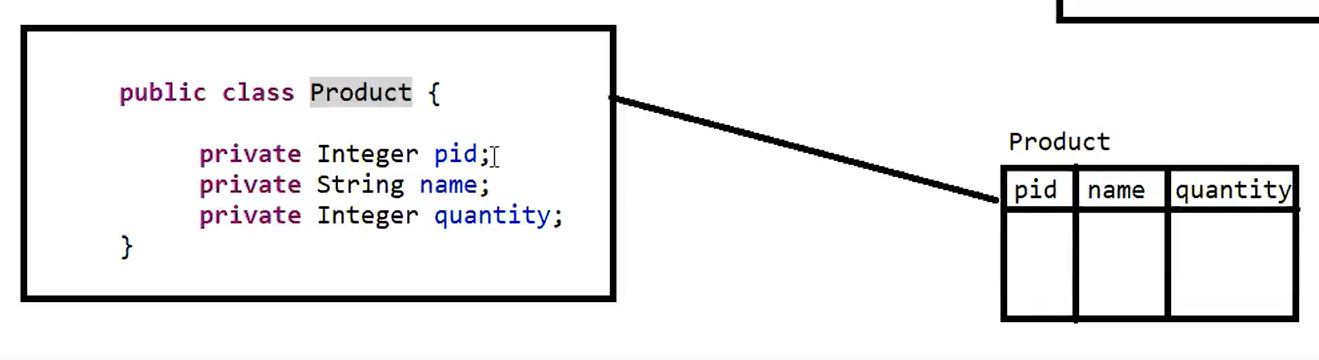 public class Product {
private Integer pid;
private String name;
private Integer quantity;
}
Product
pid name quantity